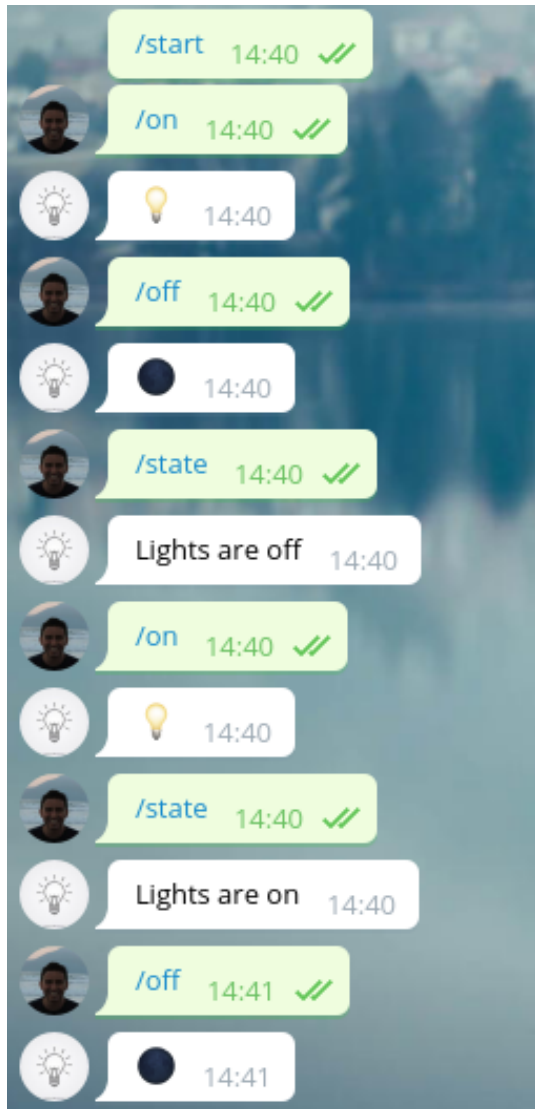 /start 14:40
/on 14:40
💡 14:40
/off 14:40
🌑 14:40
/state 14:40
Lights are off 14:40
/on 14:40
💡 14:40
/state 14:40
Lights are on 14:40
/off 14:41
🌑 14:41